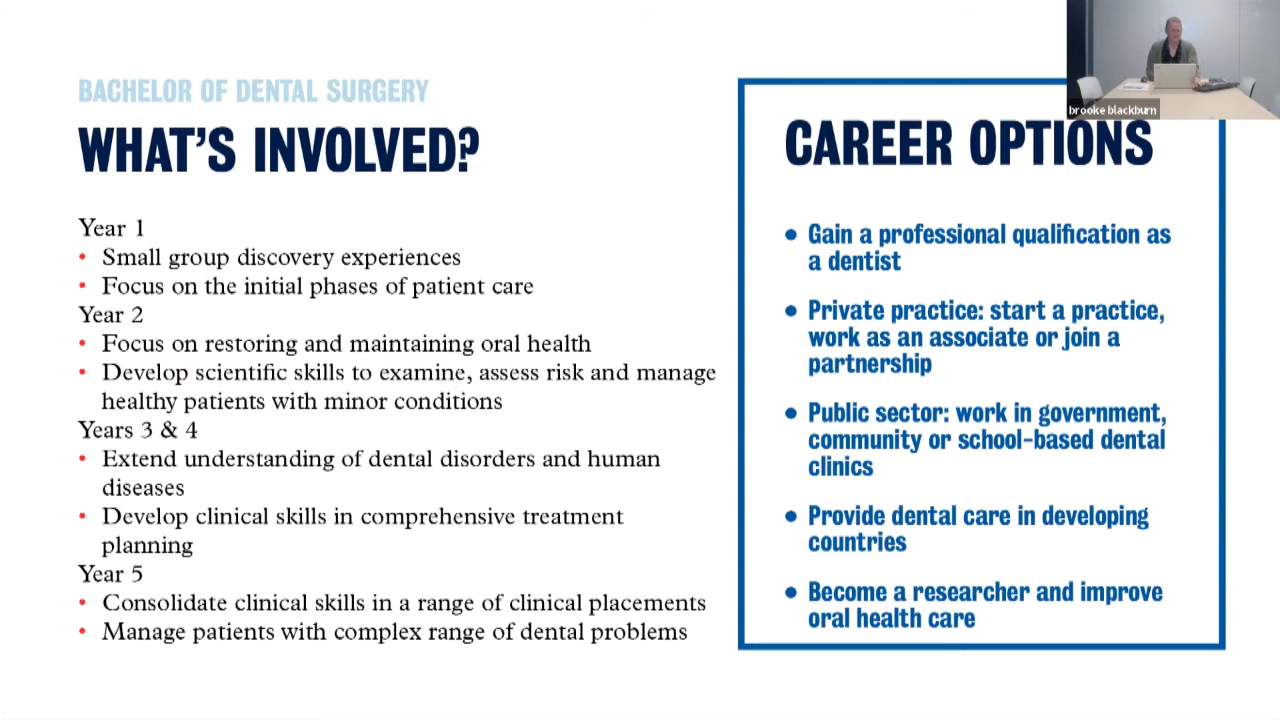 BACHELOR OF DENTAL SURGERY
WHAT'S INVOLVED?
Year 1
• Small group discovery experiences
• Focus on the initial phases of patient care
Year 2
• Focus on restoring and maintaining oral health
• Develop scientific skills to examine, assess risk and manage
healthy patients with minor conditions
Years 3 & 4
• Extend understanding of dental disorders and human
diseases
• Develop clinical skills in comprehensive treatment
planning
Year 5
• Consolidate clinical skills in a range of clinical placements
• Manage patients with complex range of dental problems
brooke blackburn
CAREER OPTIONS
• Gain a professional qualification as
a dentist
• Private practice: start a practice,
work as an associate or join a
partnership
• Public sector: work in government,
community or school-based dental
clinics
• Provide dental care in developing
countries
• Become a researcher and improve
oral health care